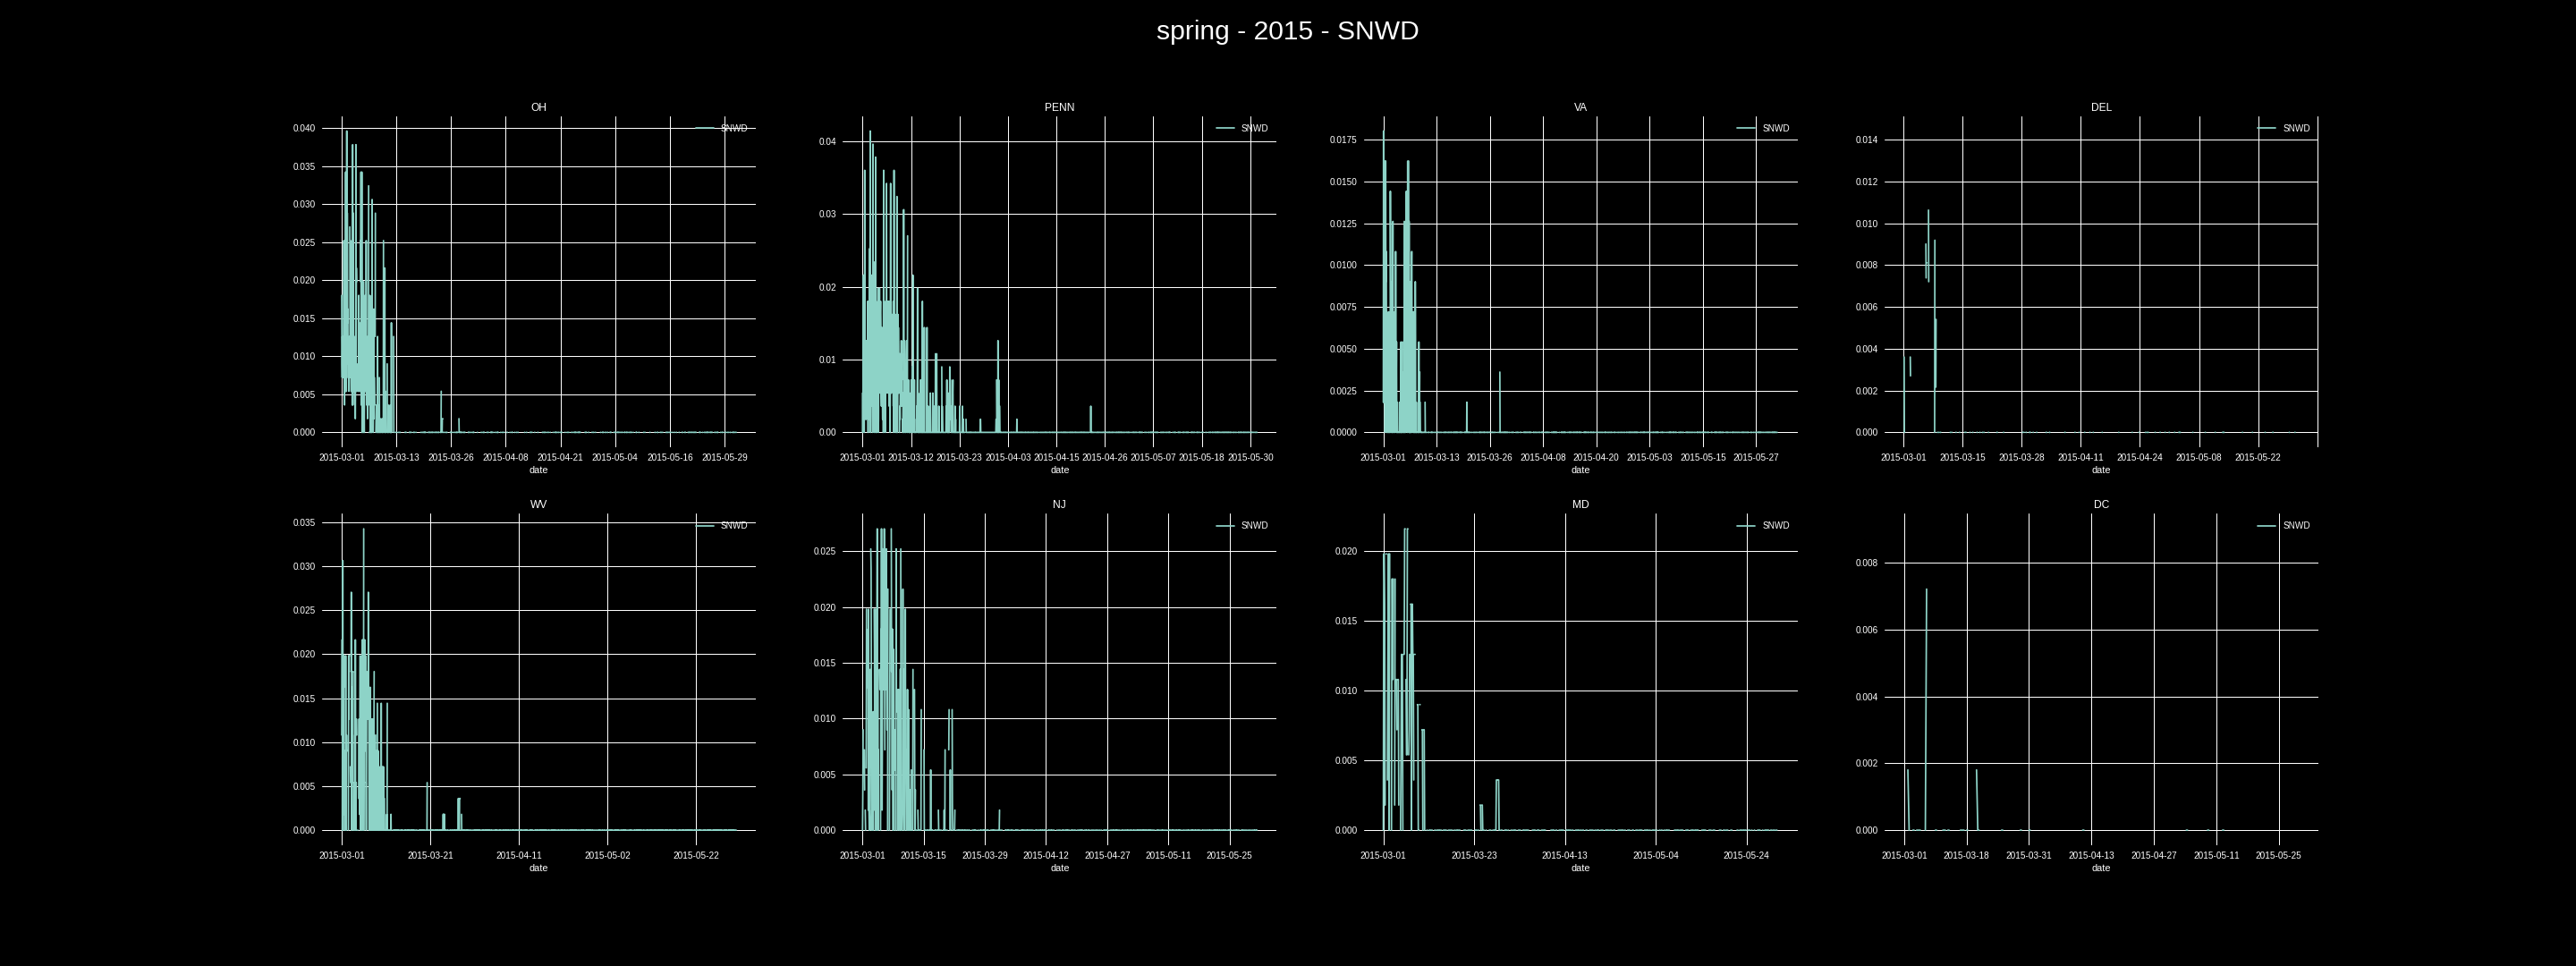 spring - 2015 - SNWD
OH
SNWD
0.040
0.035
0.030
0.025
0.020
0.015
0.010
0.005
0.000
2015-03-01 2015-03-13 2015-03-26 2015-04-08 2015-04-21 2015-05-04 2015-05-16 2015-05-29
date
PENN
SNWD
0.04
0.03
0.02
0.01
0.00
2015-03-01 2015-03-12 2015-03-23 2015-04-03 2015-04-15 2015-04-26 2015-05-07 2015-05-18 2015-05-30
date
VA
SNWD
0.0175
0.0150
0.0125
0.0100
0.0075
0.0050
0.0025
0.0000
2015-03-01 2015-03-13 2015-03-26 2015-04-08 2015-04-20 2015-05-03 2015-05-15 2015-05-27
date
DEL
SNWD
0.014
0.012
0.010
0.008
0.006
0.004
0.002
0.000
2015-03-01 2015-03-15 2015-03-28 2015-04-11 2015-04-24 2015-05-08 2015-05-22
date
WV
SNWD
0.035
0.030
0.025
0.020
0.015
0.010
0.005
0.000
2015-03-01 2015-03-21 2015-04-11 2015-05-02 2015-05-22
date
NJ
SNWD
0.025
0.020
0.015
0.010
0.005
0.000
2015-03-01 2015-03-15 2015-03-29 2015-04-12 2015-04-27 2015-05-11 2015-05-25
date
MD
SNWD
0.020
0.015
0.010
0.005
0.000
2015-03-01 2015-03-23 2015-04-13 2015-05-04 2015-05-24
date
DC
SNWD
0.008
0.006
0.004
0.002
0.000
2015-03-01 2015-03-18 2015-03-31 2015-04-13 2015-04-27 2015-05-11 2015-05-25
date